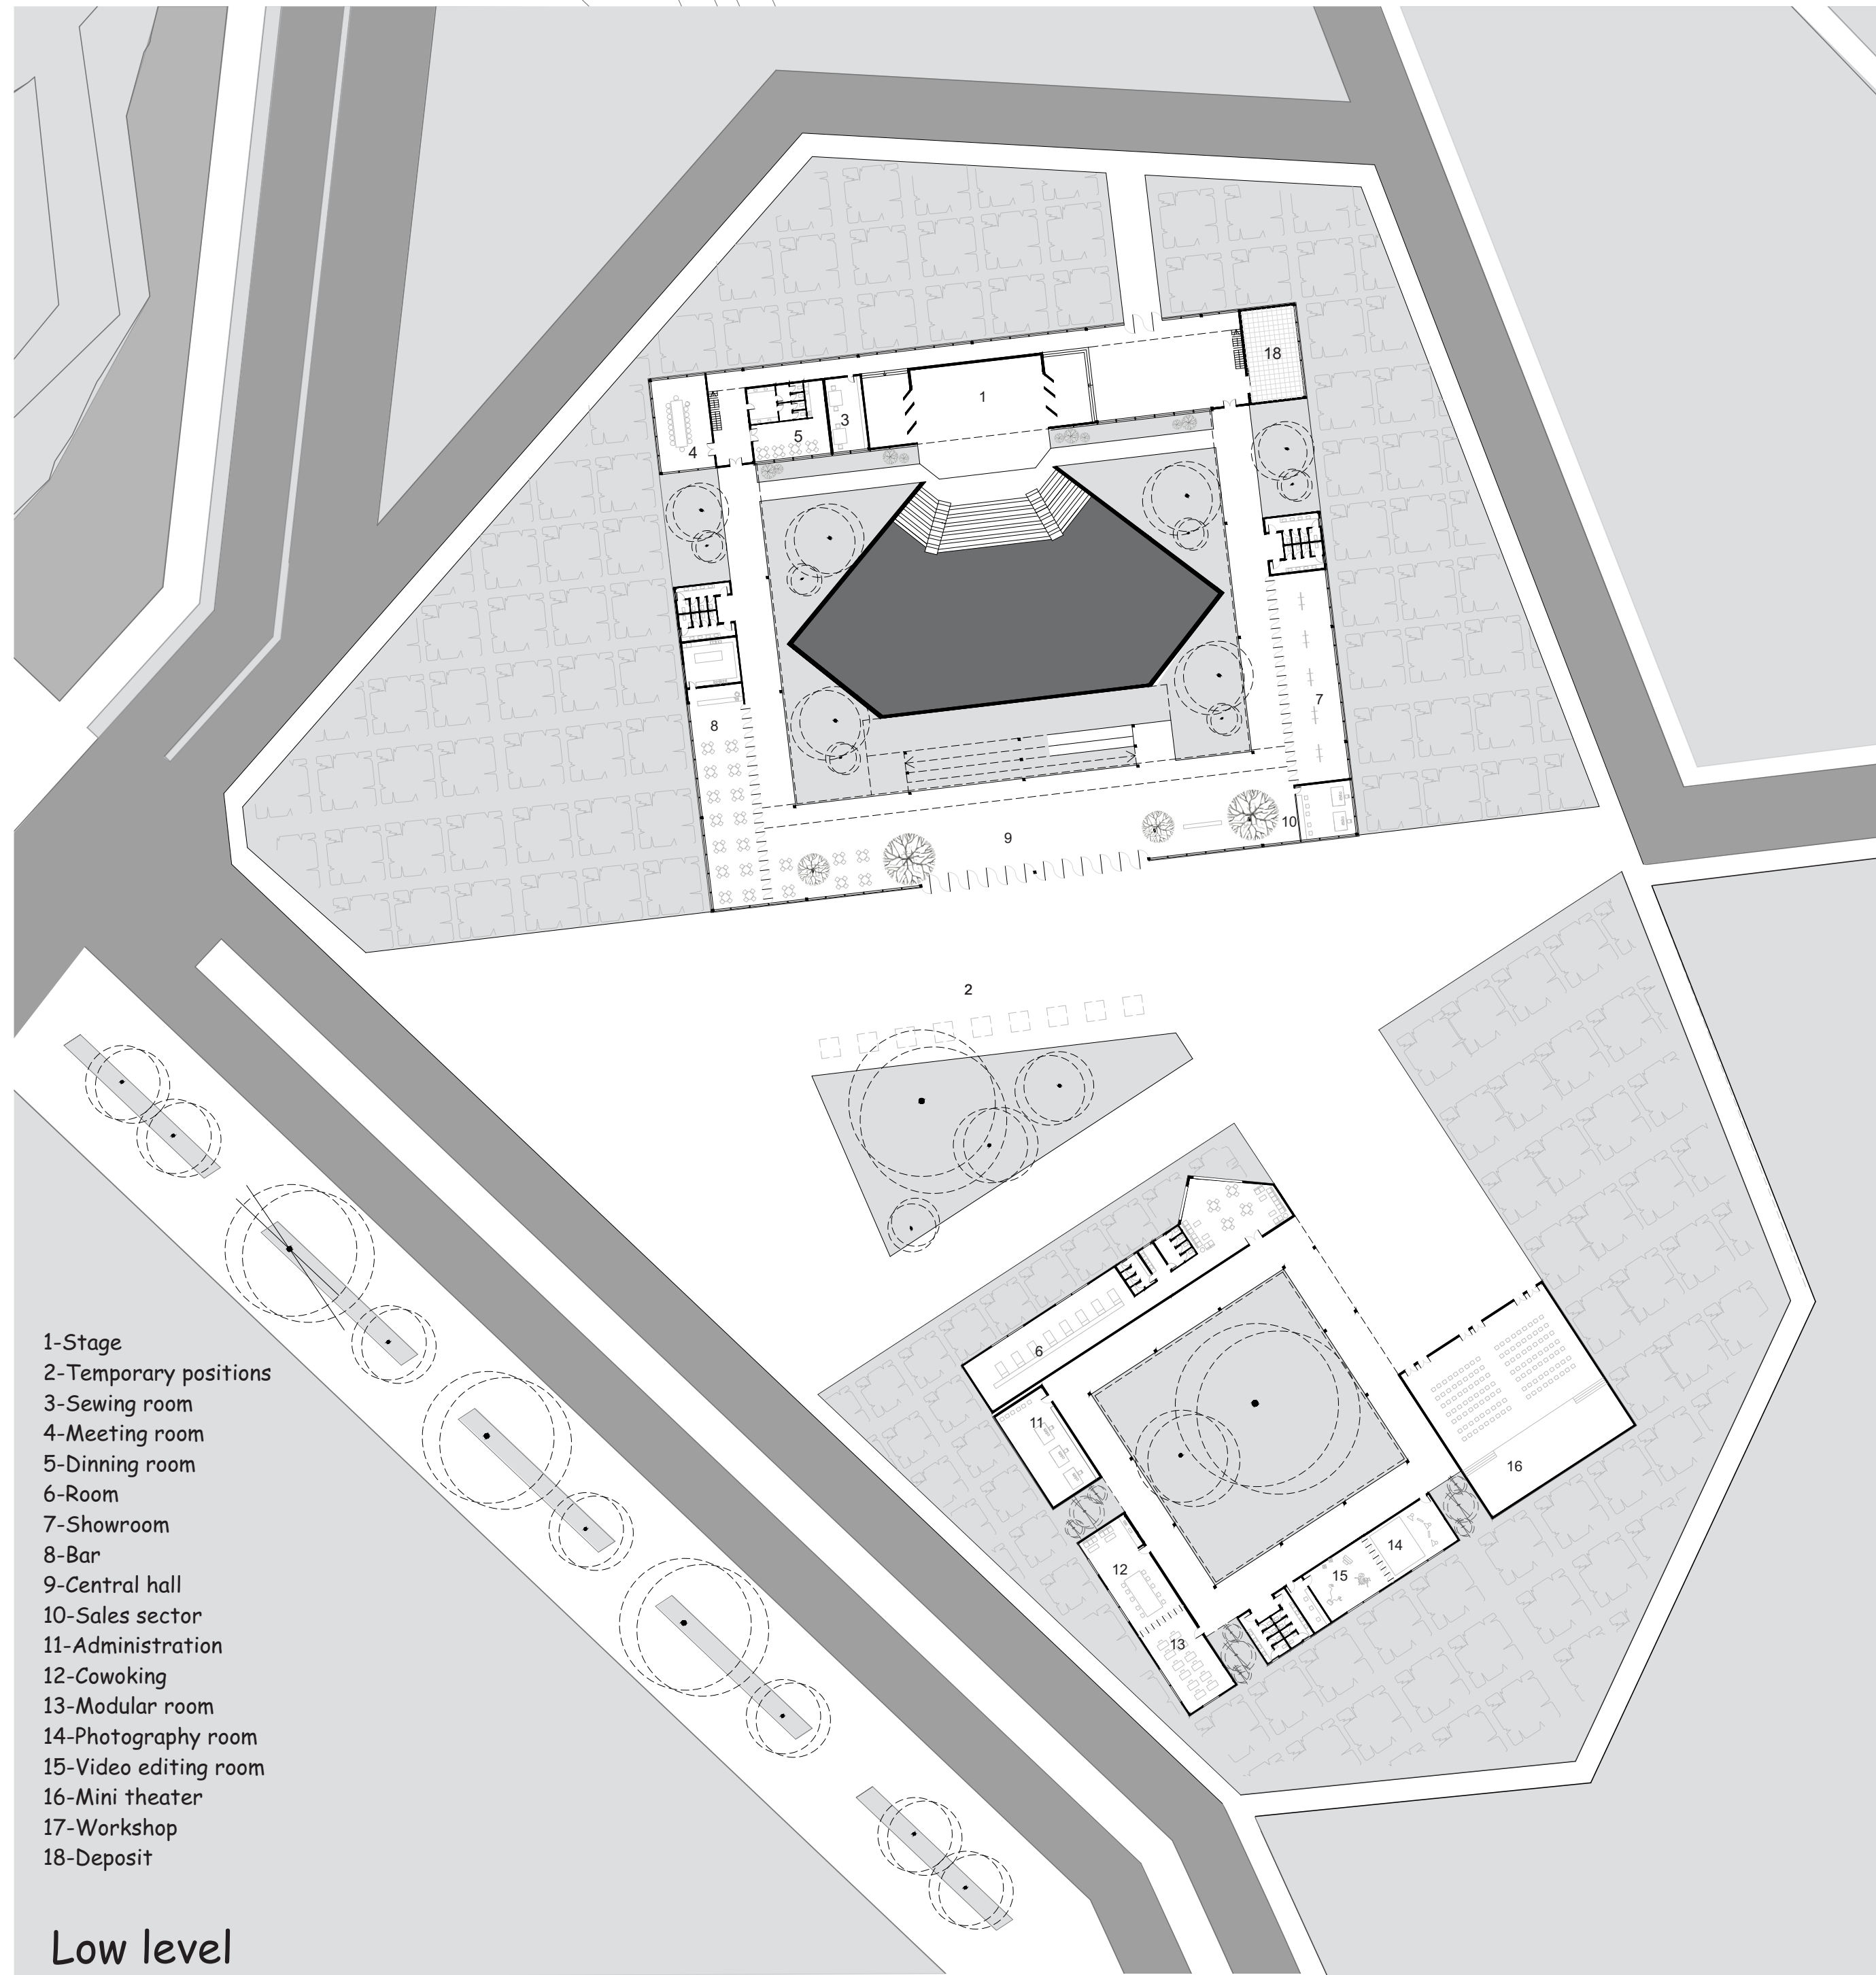 18
1
3
5
4
7
8
10
9
2
6
11
16
14
12
15
13
1-Stage
2-Temporary positions
3-Sewing room
4-Meeting room
5-Dinning room
6-Room
7-Showroom
8-Bar
9-Central hall
10-Sales sector
11-Administration
12-Cowoking
13-Modular room
14-Photography room
15-Video editing room
16-Mini theater
17-Workshop
18-Deposit
Low level